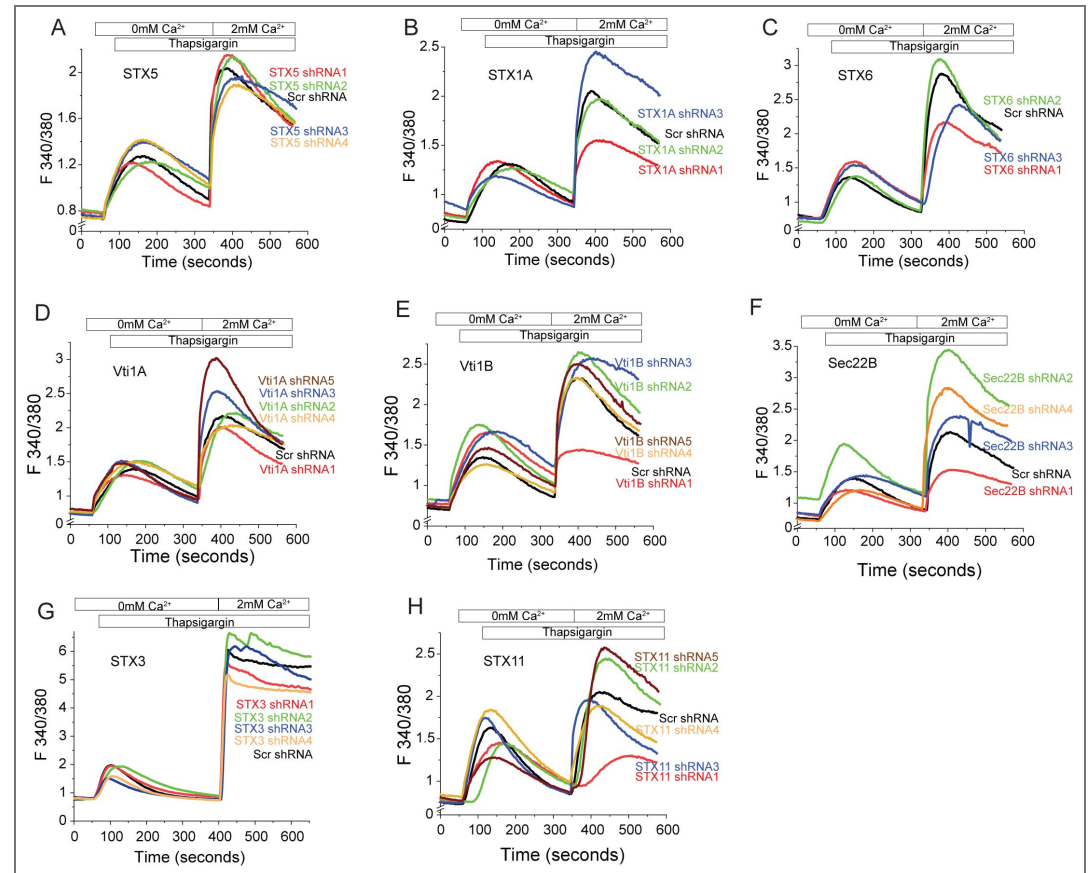 A
0mM Ca²⁺ 2mM Ca²⁺
Thapsigargin
STX5
STX5 shRNA1
STX5 shRNA2
Scr shRNA
STX5 shRNA3
STX5 shRNA4
F 340/380
2
1.6
1.2
0.8
0
0 100 200 300 400 500 600
Time (seconds)
B
0mM Ca²⁺ 2mM Ca²⁺
Thapsigargin
STX1A
STX1A shRNA3
Scr shRNA
STX1A shRNA2
STX1A shRNA1
F 340/380
2.5
2
1.5
1
0
0 100 200 300 400 500 600
Time (seconds)
C
0mM Ca²⁺ 2mM Ca²⁺
Thapsigargin
STX6
STX6 shRNA2
Scr shRNA
STX6 shRNA3
STX6 shRNA1
F 340/380
3
2.5
2
1.5
1
0
0 100 200 300 400 500 600
Time (seconds)
D
0mM Ca²⁺ 2mM Ca²⁺
Thapsigargin
Vti1A
Vti1A shRNA5
Vti1A shRNA3
Vti1A shRNA2
Vti1A shRNA4
Scr shRNA
Vti1A shRNA1
F 340/380
3
2.5
2
1.5
1
0
0 100 200 300 400 500 600
Time (seconds)
E
0mM Ca²⁺ 2mM Ca²⁺
Thapsigargin
Vti1B
Vti1B shRNA3
Vti1B shRNA2
Vti1B shRNA5
Vti1B shRNA4
Scr shRNA
Vti1B shRNA1
F 340/380
2.5
2
1.5
1
0
0 100 200 300 400 500 600
Time (seconds)
F
0mM Ca²⁺ 2mM Ca²⁺
Thapsigargin
Sec22B
Sec22B shRNA2
Sec22B shRNA4
Sec22B shRNA3
Scr shRNA
Sec22B shRNA1
F 340/380
3.5
3
2.5
2
1.5
1
0
0 100 200 300 400 500 600
Time (seconds)
G
0mM Ca²⁺ 2mM Ca²⁺
Thapsigargin
STX3
STX3 shRNA1
STX3 shRNA2
STX3 shRNA3
STX3 shRNA4
Scr shRNA
F 340/380
6
5
4
3
2
1
0
0 100 200 300 400 500 600
Time (seconds)
H
0mM Ca²⁺ 2mM Ca²⁺
Thapsigargin
STX11
STX11 shRNA5
STX11 shRNA2
Scr shRNA
STX11 shRNA4
STX11 shRNA3
STX11 shRNA1
F 340/380
2.5
2
1.5
1
0
0 100 200 300 400 500 600
Time (seconds)